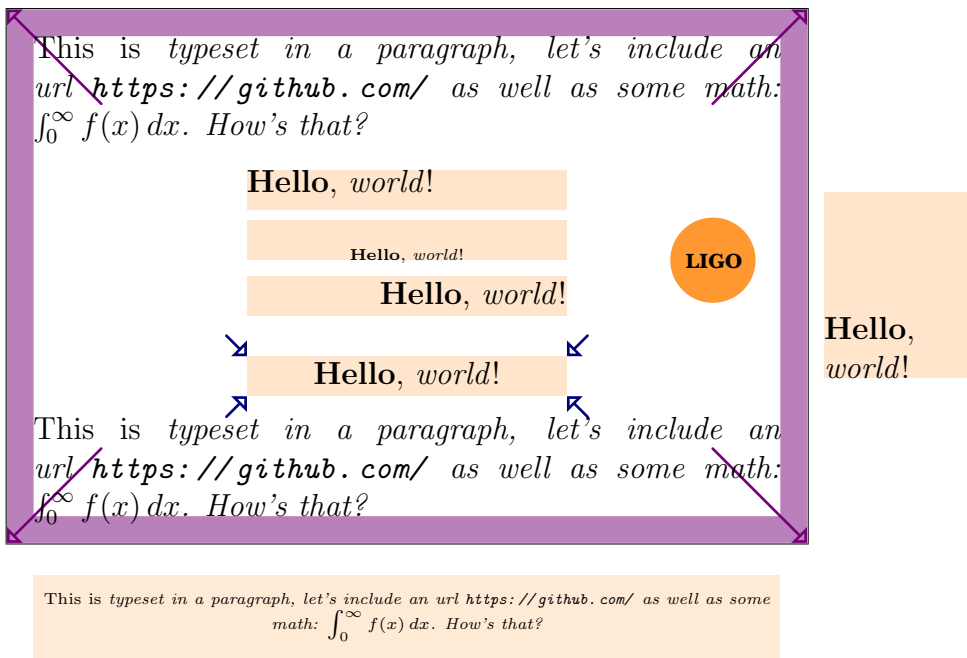 This is typeset in a paragraph, let's include an
url https://github.com/ as well as some math:
∫₀^∞ f(x) dx. How's that?
Hello, world!
Hello, world!
LIGO
Hello, world!
Hello,
world!
Hello, world!
This is typeset in a paragraph, let's include an
url https://github.com/ as well as some math:
∫₀^∞ f(x) dx. How's that?
This is typeset in a paragraph, let's include an url https://github.com/ as well as some
math: ∫₀^∞ f(x) dx. How's that?